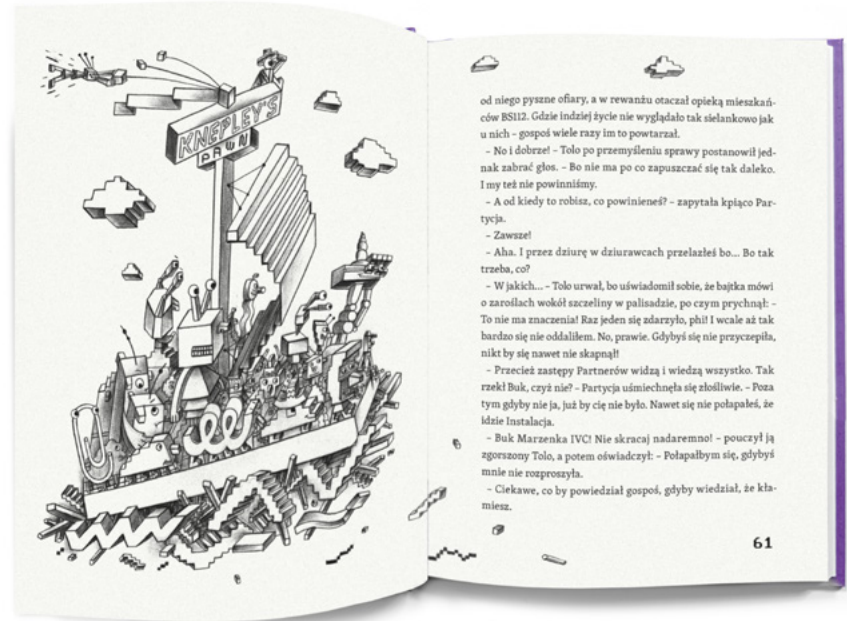 KNEPLEY'S
PAWN
od niego pyszne ofiary, a w rewanżu otaczał opieką mieszkań-
ców BS112. Gdzie indziej życie nie wyglądało tak sielankowo jak
u nich – gospoś wiele razy im to powtarzał.
– No i dobrze! – Tolo po przemyśleniu sprawy postanowił jed-
nak zabrać głos. – Bo nie ma po co zapuszczać się tak daleko.
I my też nie powinniśmy.
– A od kiedy to robisz, co powinieneś? – zapytała kpiąco Par-
tycja.
– Zawsze!
– Aha. I przez dziurę w dziurawcach przelazłeś bo... Bo tak
trzeba, co?
– W jakich... – Tolo urwał, bo uświadomił sobie, że bajtka mówi
o zaroślach wokół szczeliny w palisadzie, po czym prychnął: –
To nie ma znaczenia! Raz jeden się zdarzyło, phi! I wcale aż tak
bardzo się nie oddaliłem. No, prawie. Gdybyś się nie przyczepiła,
nikt by się nawet nie skapnął!
– Przecież zastępy Partnerów widzą i wiedzą wszystko. Tak
rzekł Buk, czyż nie? – Partycja uśmiechnęła się złośliwie. – Poza
tym gdyby nie ja, już by cię nie było. Nawet się nie połapałeś, że
idzie Instalacja.
– Buk Marzenka IVC! Nie skracaj nadaremno! – pouczył ją
zgorszony Tolo, a potem oświadczył: – Połapałbym się, gdybyś
mnie nie rozproszyła.
– Ciekawe, co by powiedział gospoś, gdyby wiedział, że kła-
miesz.
61